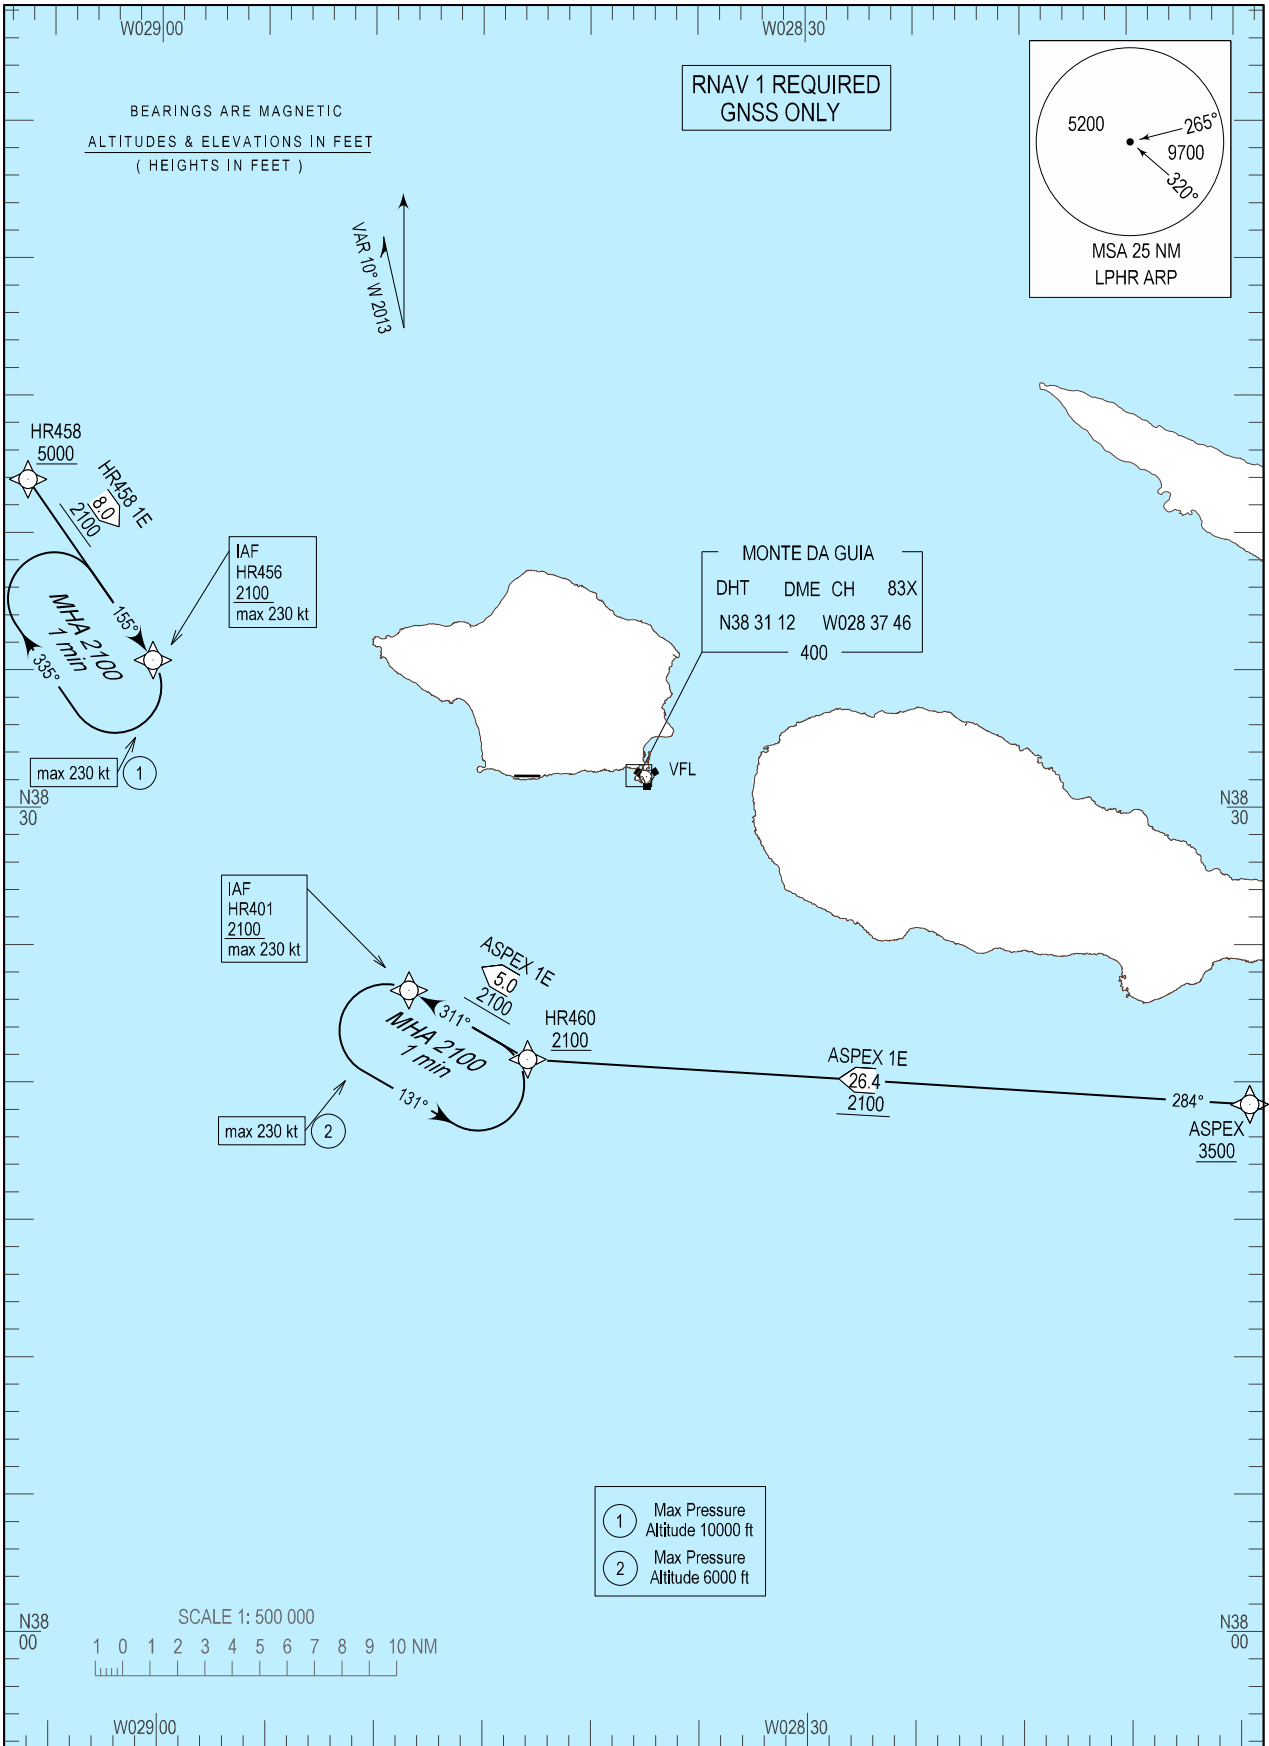 W029 00
W028 30
RNAV 1 REQUIRED
GNSS ONLY
BEARINGS ARE MAGNETIC
ALTITUDES & ELEVATIONS IN FEET
( HEIGHTS IN FEET )
VAR 10° W 2013
5200
265°
9700
320°
MSA 25 NM
LPHR ARP
HR458
5000
HR458 1E
8.0
2100
155°
MHA 2100
1 min
335°
IAF
HR456
2100
max 230 kt
max 230 kt
1
MONTE DA GUIA
DHT DME CH 83X
N38 31 12 W028 37 46
400
VFL
N38
30
N38
30
IAF
HR401
2100
max 230 kt
ASPEX 1E
5.0
2100
311°
MHA 2100
1 min
131°
max 230 kt
2
HR460
2100
ASPEX 1E
26.4
2100
284°
ASPEX
3500
1 Max Pressure
Altitude 10000 ft
2 Max Pressure
Altitude 6000 ft
N38
00
N38
00
SCALE 1: 500 000
1 0 1 2 3 4 5 6 7 8 9 10 NM
W029 00
W028 30